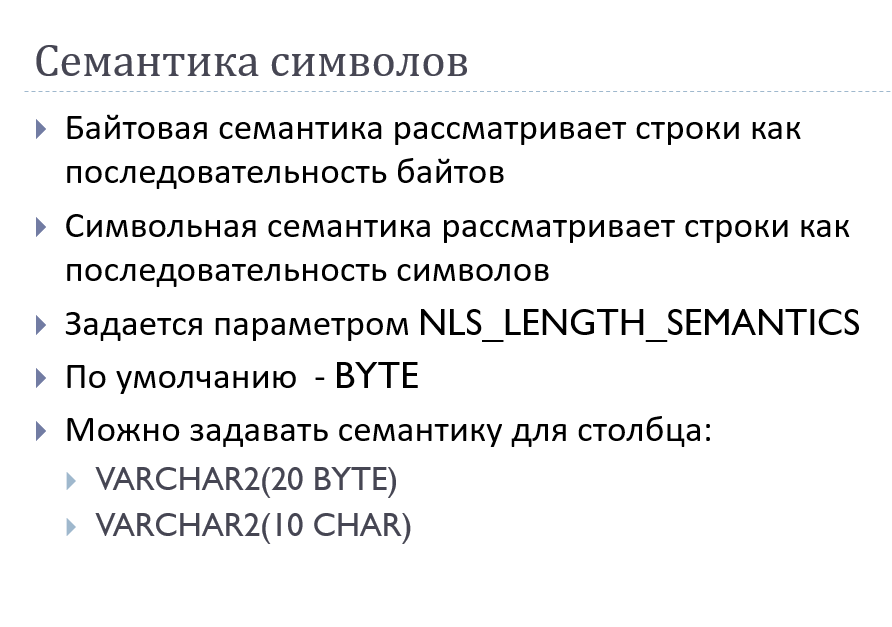 Семантика символов
Байтовая семантика рассматривает строки как
последовательность байтов
Символьная семантика рассматривает строки как
последовательность символов
Задается параметром NLS_LENGTH_SEMANTICS
По умолчанию  - BYTE
Можно задавать семантику для столбца:
VARCHAR2(20 BYTE)
VARCHAR2(10 CHAR)